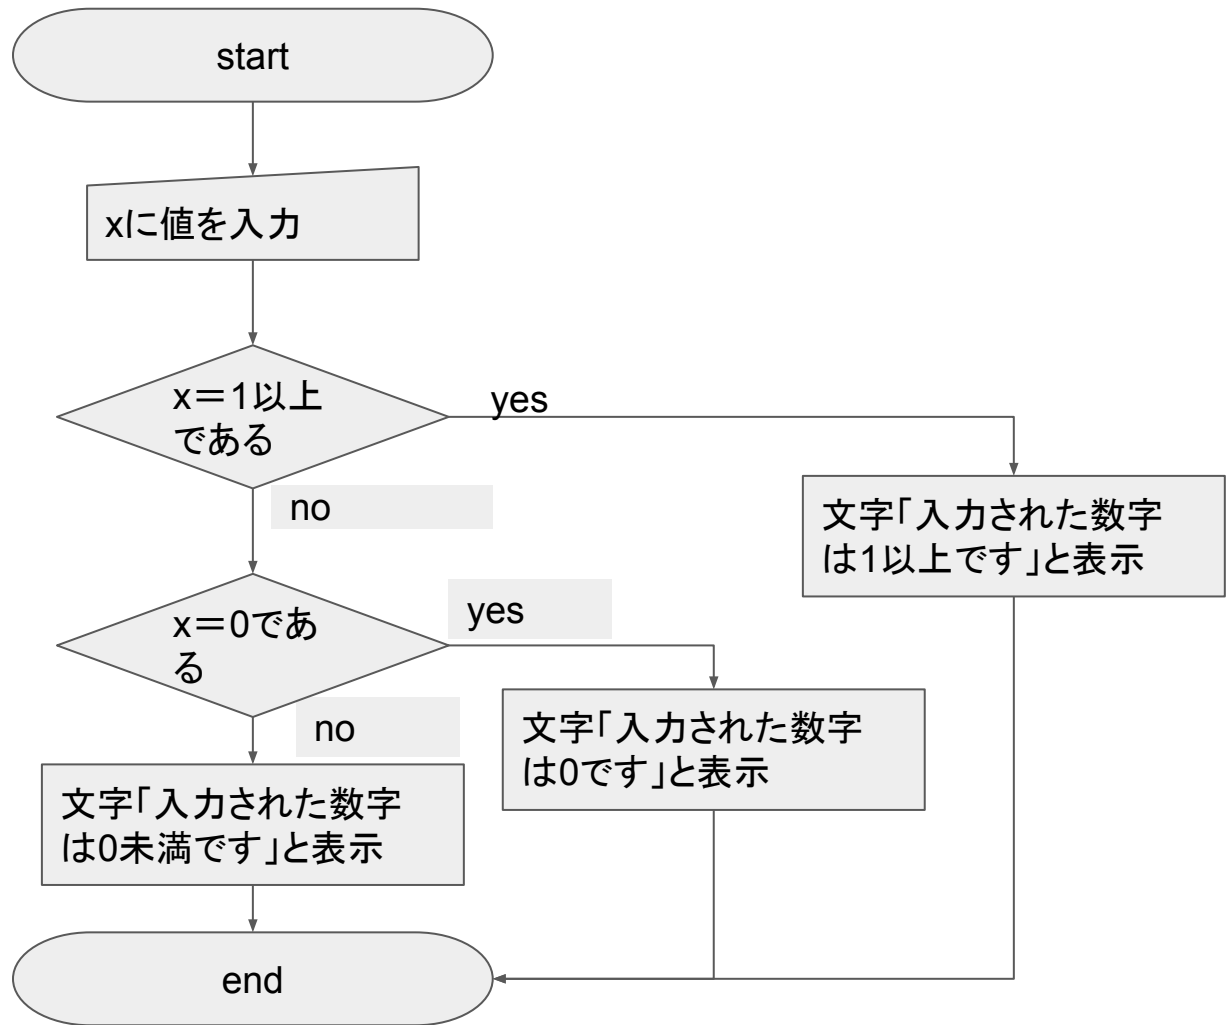 start
xに値を入力
x＝1以上
である
yes
no
文字「入力された数字
は1以上です」と表示
x＝0であ
る
yes
no
文字「入力された数字
は0です」と表示
文字「入力された数字
は0未満です」と表示
end